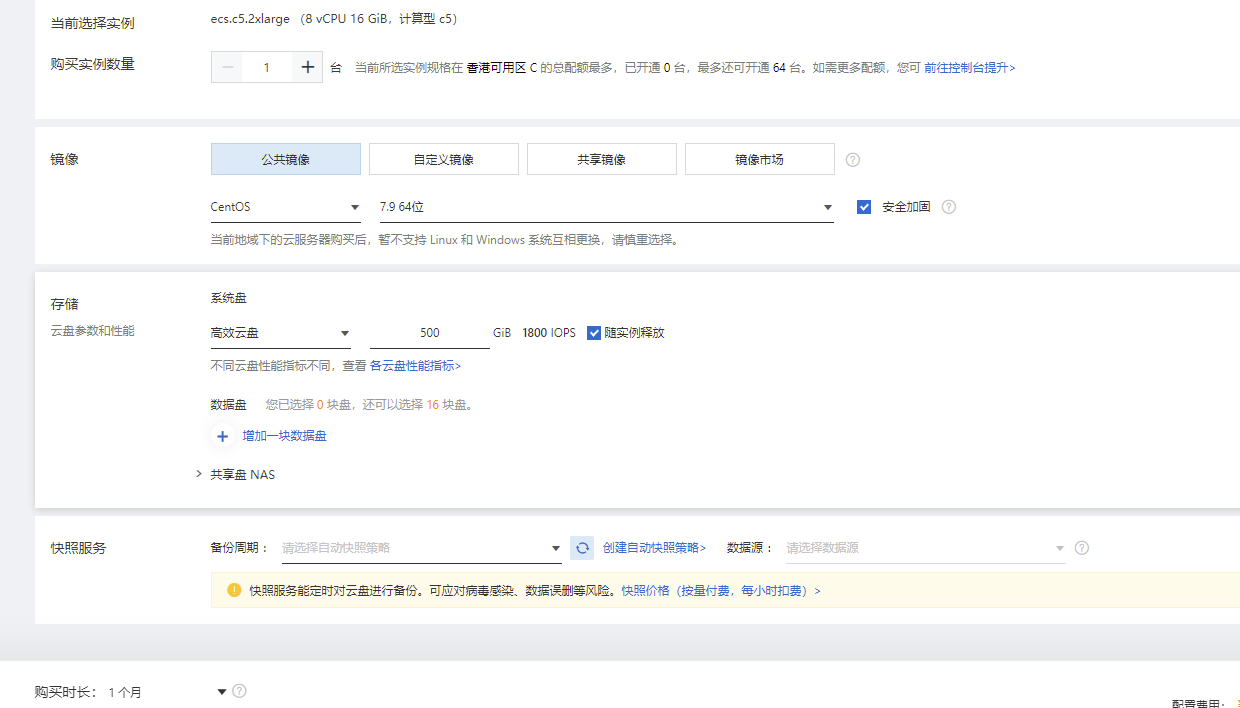 当前选择实例 ecs.c5.2xlarge （8 vCPU 16 GiB，计算型 c5）
购买实例数量 1 台 当前所选实例规格在 香港可用区 C 的总配额最多，已开通 0 台，最多还可开通 64 台。如需更多配额，您可 前往控制台提升>
镜像 公共镜像 自定义镜像 共享镜像 镜像市场 ?
CentOS 7.9 64位 安全加固 ?
当前地域下的云服务器购买后，暂不支持 Linux 和 Windows 系统互相更换，请慎重选择。
存储 系统盘
云盘参数和性能 高效云盘 500 GiB 1800 IOPS 随实例释放
不同云盘性能指标不同，查看 各云盘性能指标>
数据盘 您已选择 0 块盘，还可以选择 16 块盘。
+ 增加一块数据盘
> 共享盘 NAS
快照服务 备份周期： 请选择自动快照策略 创建自动快照策略> 数据源： 请选择数据源 ?
! 快照服务能定时对云盘进行备份。可应对病毒感染、数据误删等风险。快照价格（按量付费，每小时扣费）>
购买时长： 1 个月 ?
配置费用：